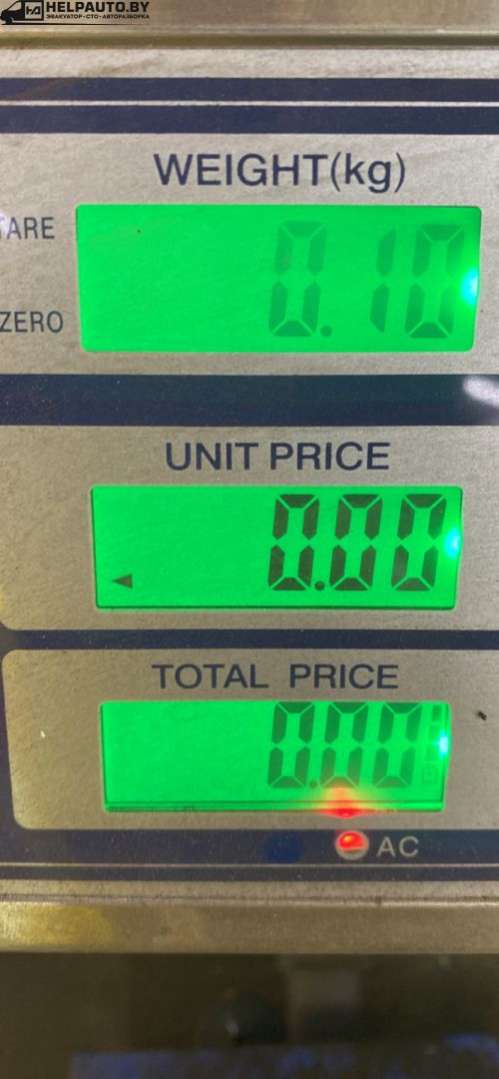 HELPAUTO.BY
ЭВАКУАТОР-СТО-АВТОРАЗБОРКА
WEIGHT(kg)
TARE
0.10
ZERO
UNIT PRICE
0.00
TOTAL PRICE
0.00
AC